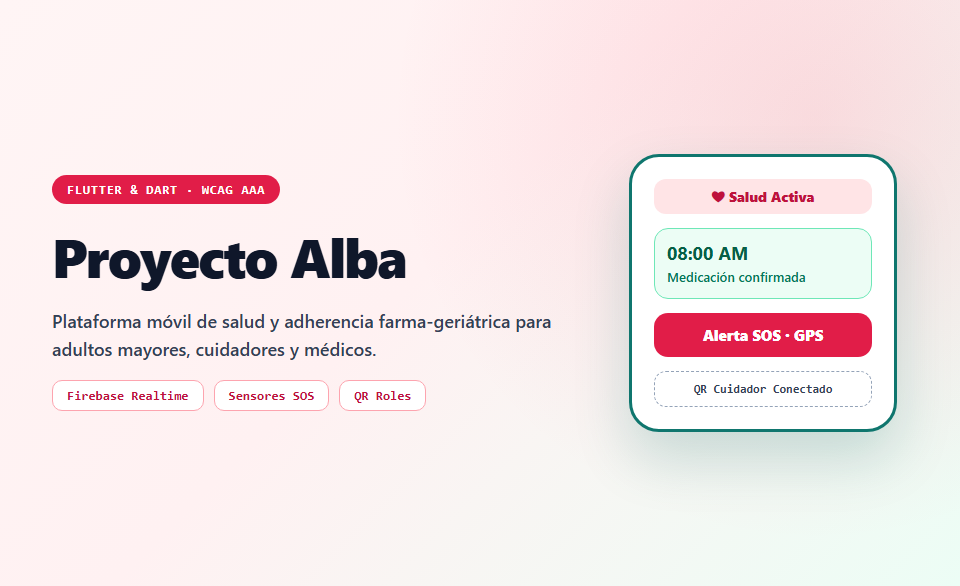 FLUTTER & DART · WCAG AAA
Proyecto Alba
Plataforma móvil de salud y adherencia farma-geriátrica para
adultos mayores, cuidadores y médicos.
Firebase Realtime
Sensores SOS
QR Roles
♥ Salud Activa
08:00 AM
Medicación confirmada
Alerta SOS · GPS
QR Cuidador Conectado